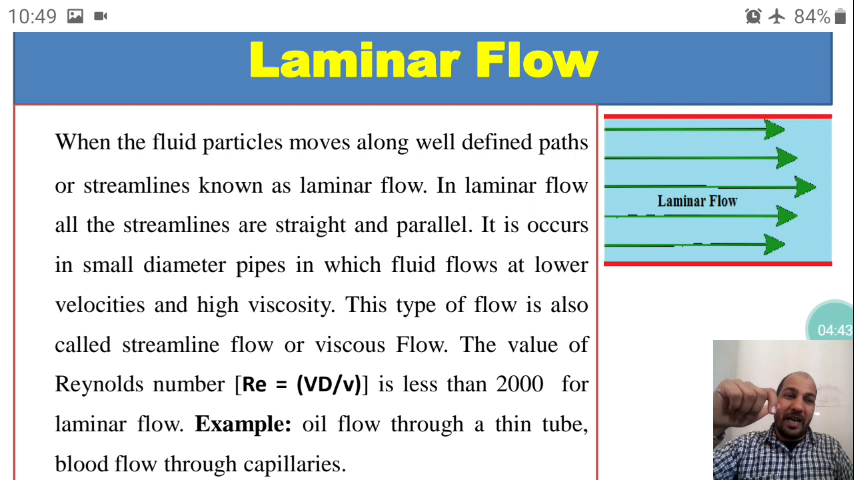 10:49
84%
Laminar Flow
When the fluid particles moves along well defined paths
or streamlines known as laminar flow. In laminar flow
all the streamlines are straight and parallel. It is occurs
in small diameter pipes in which fluid flows at lower
velocities and high viscosity. This type of flow is also
called streamline flow or viscous Flow. The value of
Reynolds number [Re = (VD/v)] is less than 2000 for
laminar flow. Example: oil flow through a thin tube,
blood flow through capillaries.
Laminar Flow
04:43